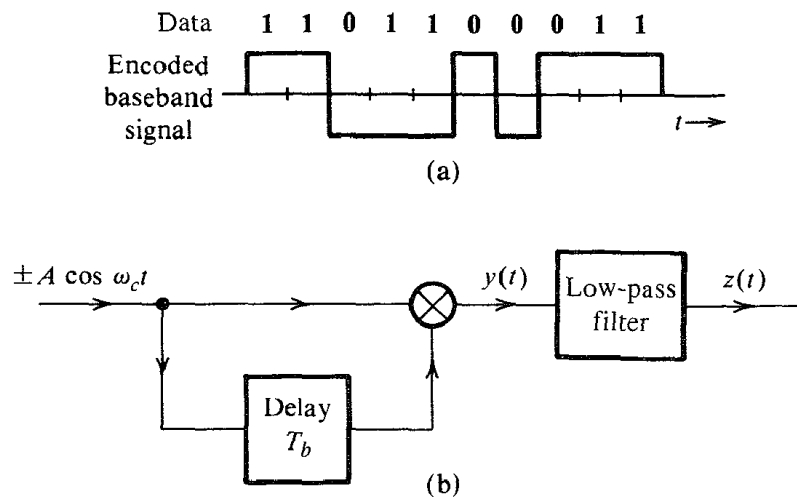 Data 1 1 0 1 1 0 0 0 1 1
Encoded
baseband
signal
t
(a)
±A cos ω_c t
y(t)
Low-pass
filter
z(t)
Delay
T_b
(b)